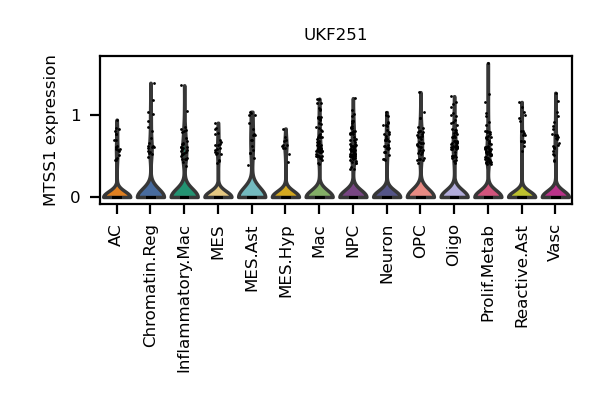 UKF251
MTSS1 expression
1
0
AC
Chromatin.Reg
Inflammatory.Mac
MES
MES.Ast
MES.Hyp
Mac
NPC
Neuron
OPC
Oligo
Prolif.Metab
Reactive.Ast
Vasc